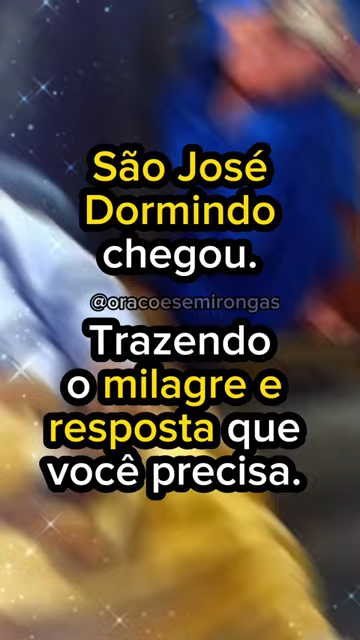 São José
Dormindo
chegou.
@oracoesemirongas
Trazendo
o milagre e
resposta que
você precisa.